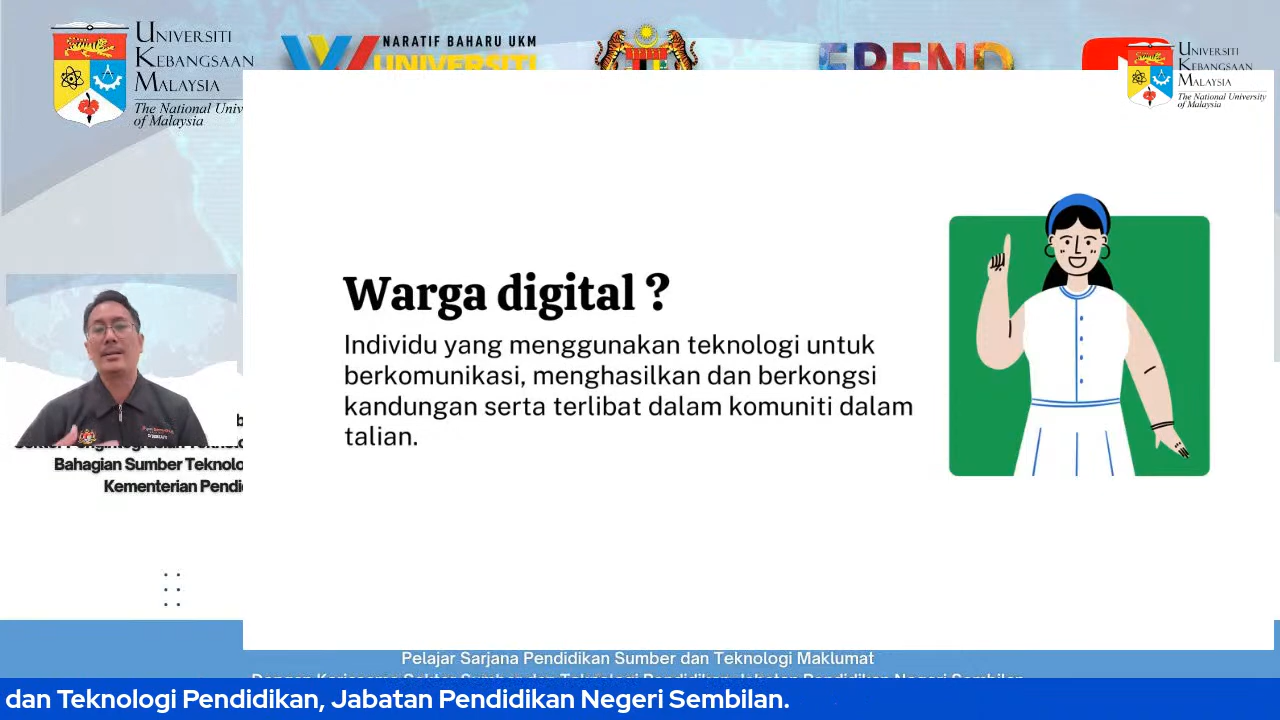 UNIVERSITI
KEBANGSAAN
MALAYSIA
The National Univ
of Malaysia
NARATIF BAHARU UKM
UNIVERSITI
UNIVERSITI
KEBANGSAAN
MALAYSIA
The National University
of Malaysia
Warga digital ?
Individu yang menggunakan teknologi untuk
berkomunikasi, menghasilkan dan berkongsi
kandungan serta terlibat dalam komuniti dalam
talian.
Bahagian Sumber Teknolo
Kementerian Pendi
Pelajar Sarjana Pendidikan Sumber dan Teknologi Maklumat
dan Teknologi Pendidikan, Jabatan Pendidikan Negeri Sembilan.